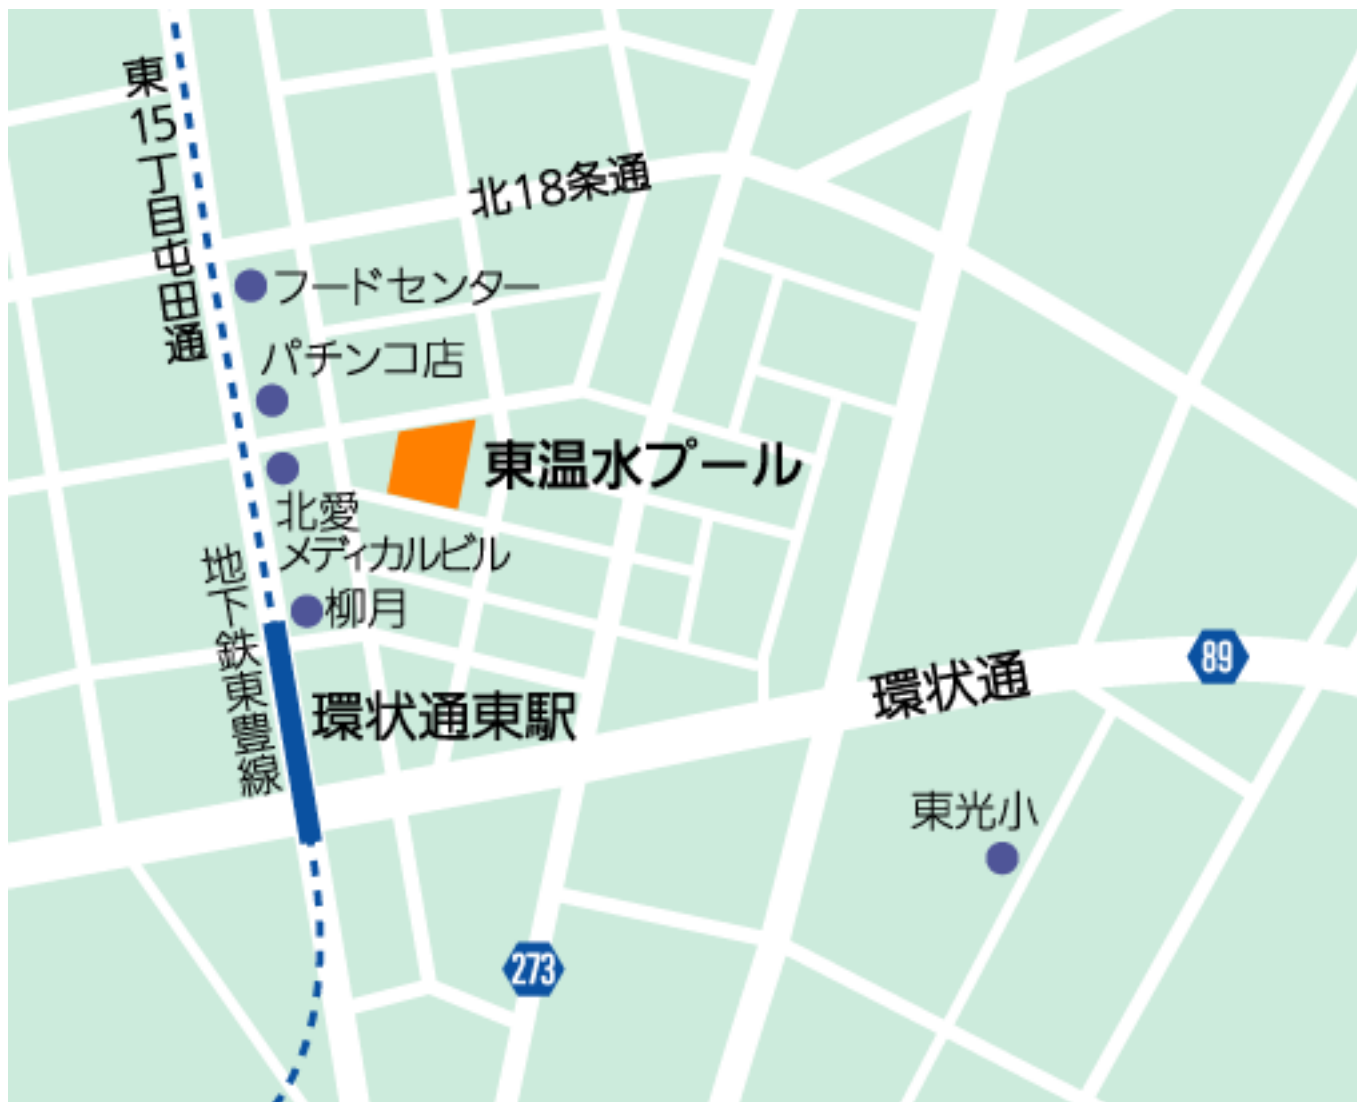 東15丁目屯田通
北18条通
フードセンター
パチンコ店
東温水プール
北愛
メディカルビル
柳月
地下鉄東豊線
環状通東駅
環状通
89
東光小
273